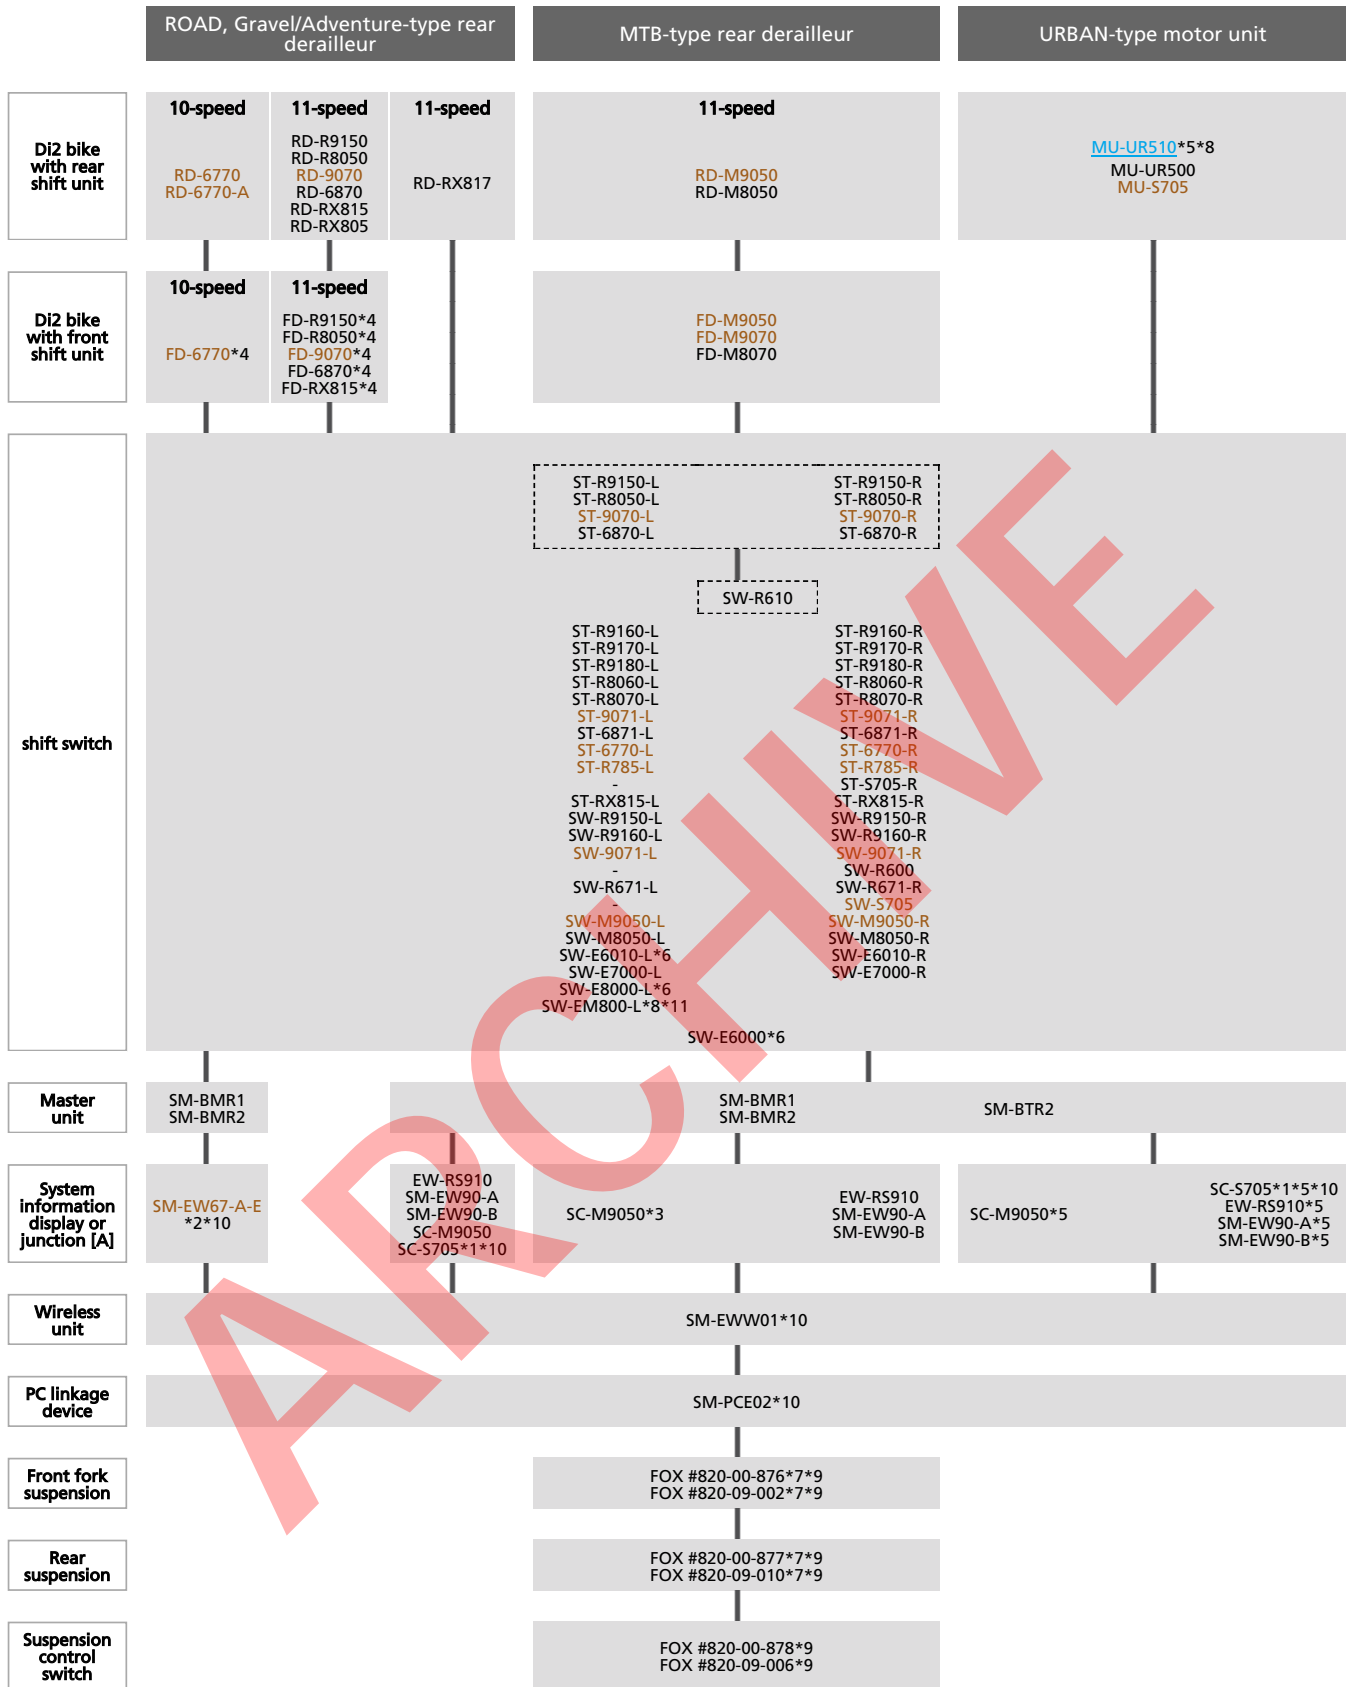 ROAD, Gravel/Adventure-type rear
derailleur
MTB-type rear derailleur
URBAN-type motor unit
Di2 bike
with rear
shift unit
10-speed
RD-6770
RD-6770-A
11-speed
RD-R9150
RD-R8050
RD-9070
RD-6870
RD-RX815
RD-RX805
11-speed
RD-RX817
11-speed
RD-M9050
RD-M8050
MU-UR510*5*8
MU-UR500
MU-S705
Di2 bike
with front
shift unit
10-speed
FD-6770*4
11-speed
FD-R9150*4
FD-R8050*4
FD-9070*4
FD-6870*4
FD-RX815*4
FD-M9050
FD-M9070
FD-M8070
shift switch
ST-R9150-L ST-R9150-R
ST-R8050-L ST-R8050-R
ST-9070-L ST-9070-R
ST-6870-L ST-6870-R
SW-R610
ST-R9160-L ST-R9160-R
ST-R9170-L ST-R9170-R
ST-R9180-L ST-R9180-R
ST-R8060-L ST-R8060-R
ST-R8070-L ST-R8070-R
ST-9071-L ST-9071-R
ST-6871-L ST-6871-R
ST-6770-L ST-6770-R
ST-R785-L ST-R785-R
- ST-S705-R
ST-RX815-L ST-RX815-R
SW-R9150-L SW-R9150-R
SW-R9160-L SW-R9160-R
SW-9071-L SW-9071-R
- SW-R600
SW-R671-L SW-R671-R
- SW-S705
SW-M9050-L SW-M9050-R
SW-M8050-L SW-M8050-R
SW-E6010-L*6 SW-E6010-R
SW-E7000-L SW-E7000-R
SW-E8000-L*6
SW-EM800-L*8*11
SW-E6000*6
Master
unit
SM-BMR1
SM-BMR2
SM-BMR1
SM-BMR2
SM-BTR2
System
information
display or
junction [A]
SM-EW67-A-E
*2*10
EW-RS910
SM-EW90-A
SM-EW90-B
SC-M9050
SC-S705*1*10
SC-M9050*3
EW-RS910
SM-EW90-A
SM-EW90-B
SC-M9050*5
SC-S705*1*5*10
EW-RS910*5
SM-EW90-A*5
SM-EW90-B*5
Wireless
unit
SM-EWW01*10
PC linkage
device
SM-PCE02*10
Front fork
suspension
FOX #820-00-876*7*9
FOX #820-09-002*7*9
Rear
suspension
FOX #820-00-877*7*9
FOX #820-09-010*7*9
Suspension
control
switch
FOX #820-00-878*9
FOX #820-09-006*9
ARCHIVE